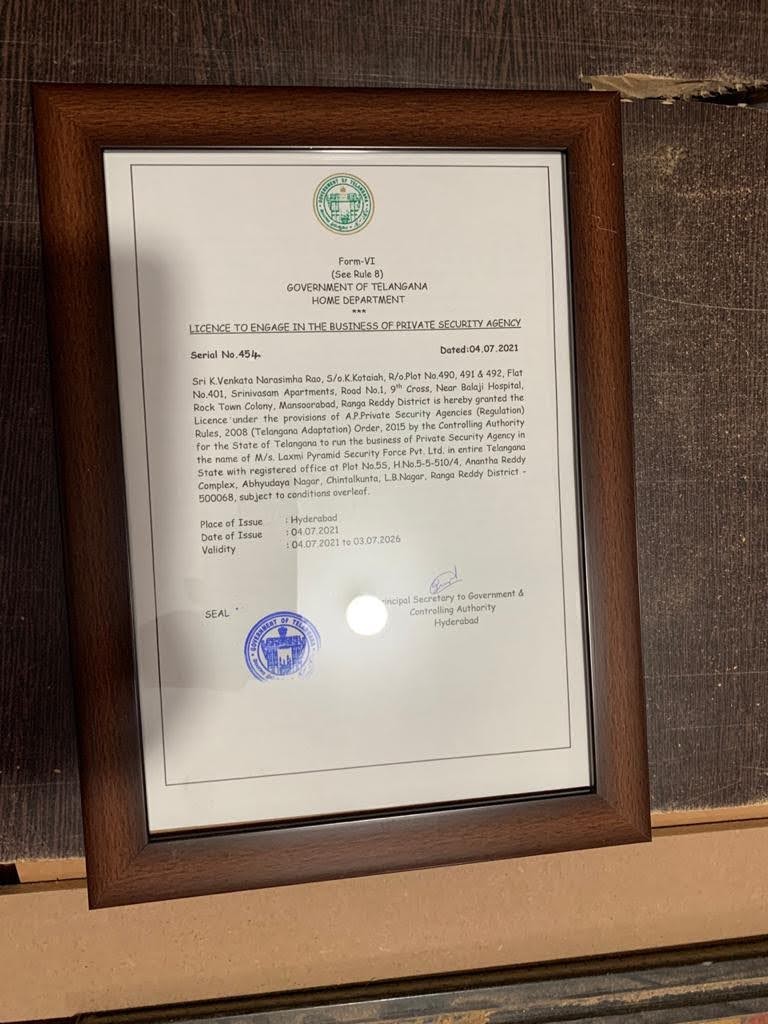 GOVERNMENT OF TELANGANA
Form-VI
(See Rule 8)
GOVERNMENT OF TELANGANA
HOME DEPARTMENT
***
LICENCE TO ENGAGE IN THE BUSINESS OF PRIVATE SECURITY AGENCY
Serial No.454. Dated:04.07.2021
Sri K.Venkata Narasimha Rao, S/o.K.Kotaiah, R/o.Plot No.490, 491 & 492, Flat
No.401, Srinivasam Apartments, Road No.1, 9th Cross, Near Balaji Hospital,
Rock Town Colony, Mansoorabad, Ranga Reddy District is hereby granted the
Licence under the provisions of A.P.Private Security Agencies (Regulation)
Rules, 2008 (Telangana Adaptation) Order, 2015 by the Controlling Authority
for the State of Telangana to run the business of Private Security Agency in
the name of M/s. Laxmi Pyramid Security Force Pvt. Ltd. in entire Telangana
State with registered office at Plot No.5S, H.No.5-5-510/4, Anantha Reddy
Complex, Abhyudaya Nagar, Chintalkunta, L.B.Nagar, Ranga Reddy District -
500068, subject to conditions overleaf.
Place of Issue : Hyderabad
Date of Issue : 04.07.2021
Validity : 04.07.2021 to 03.07.2026
rincipal Secretary to Government &
Controlling Authority
Hyderabad
SEAL
GOVERNMENT OF TELANGANA